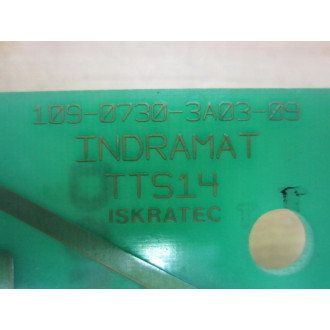 109-0730-3A03-09
INDRAMAT
TTS14
ISKRATEC